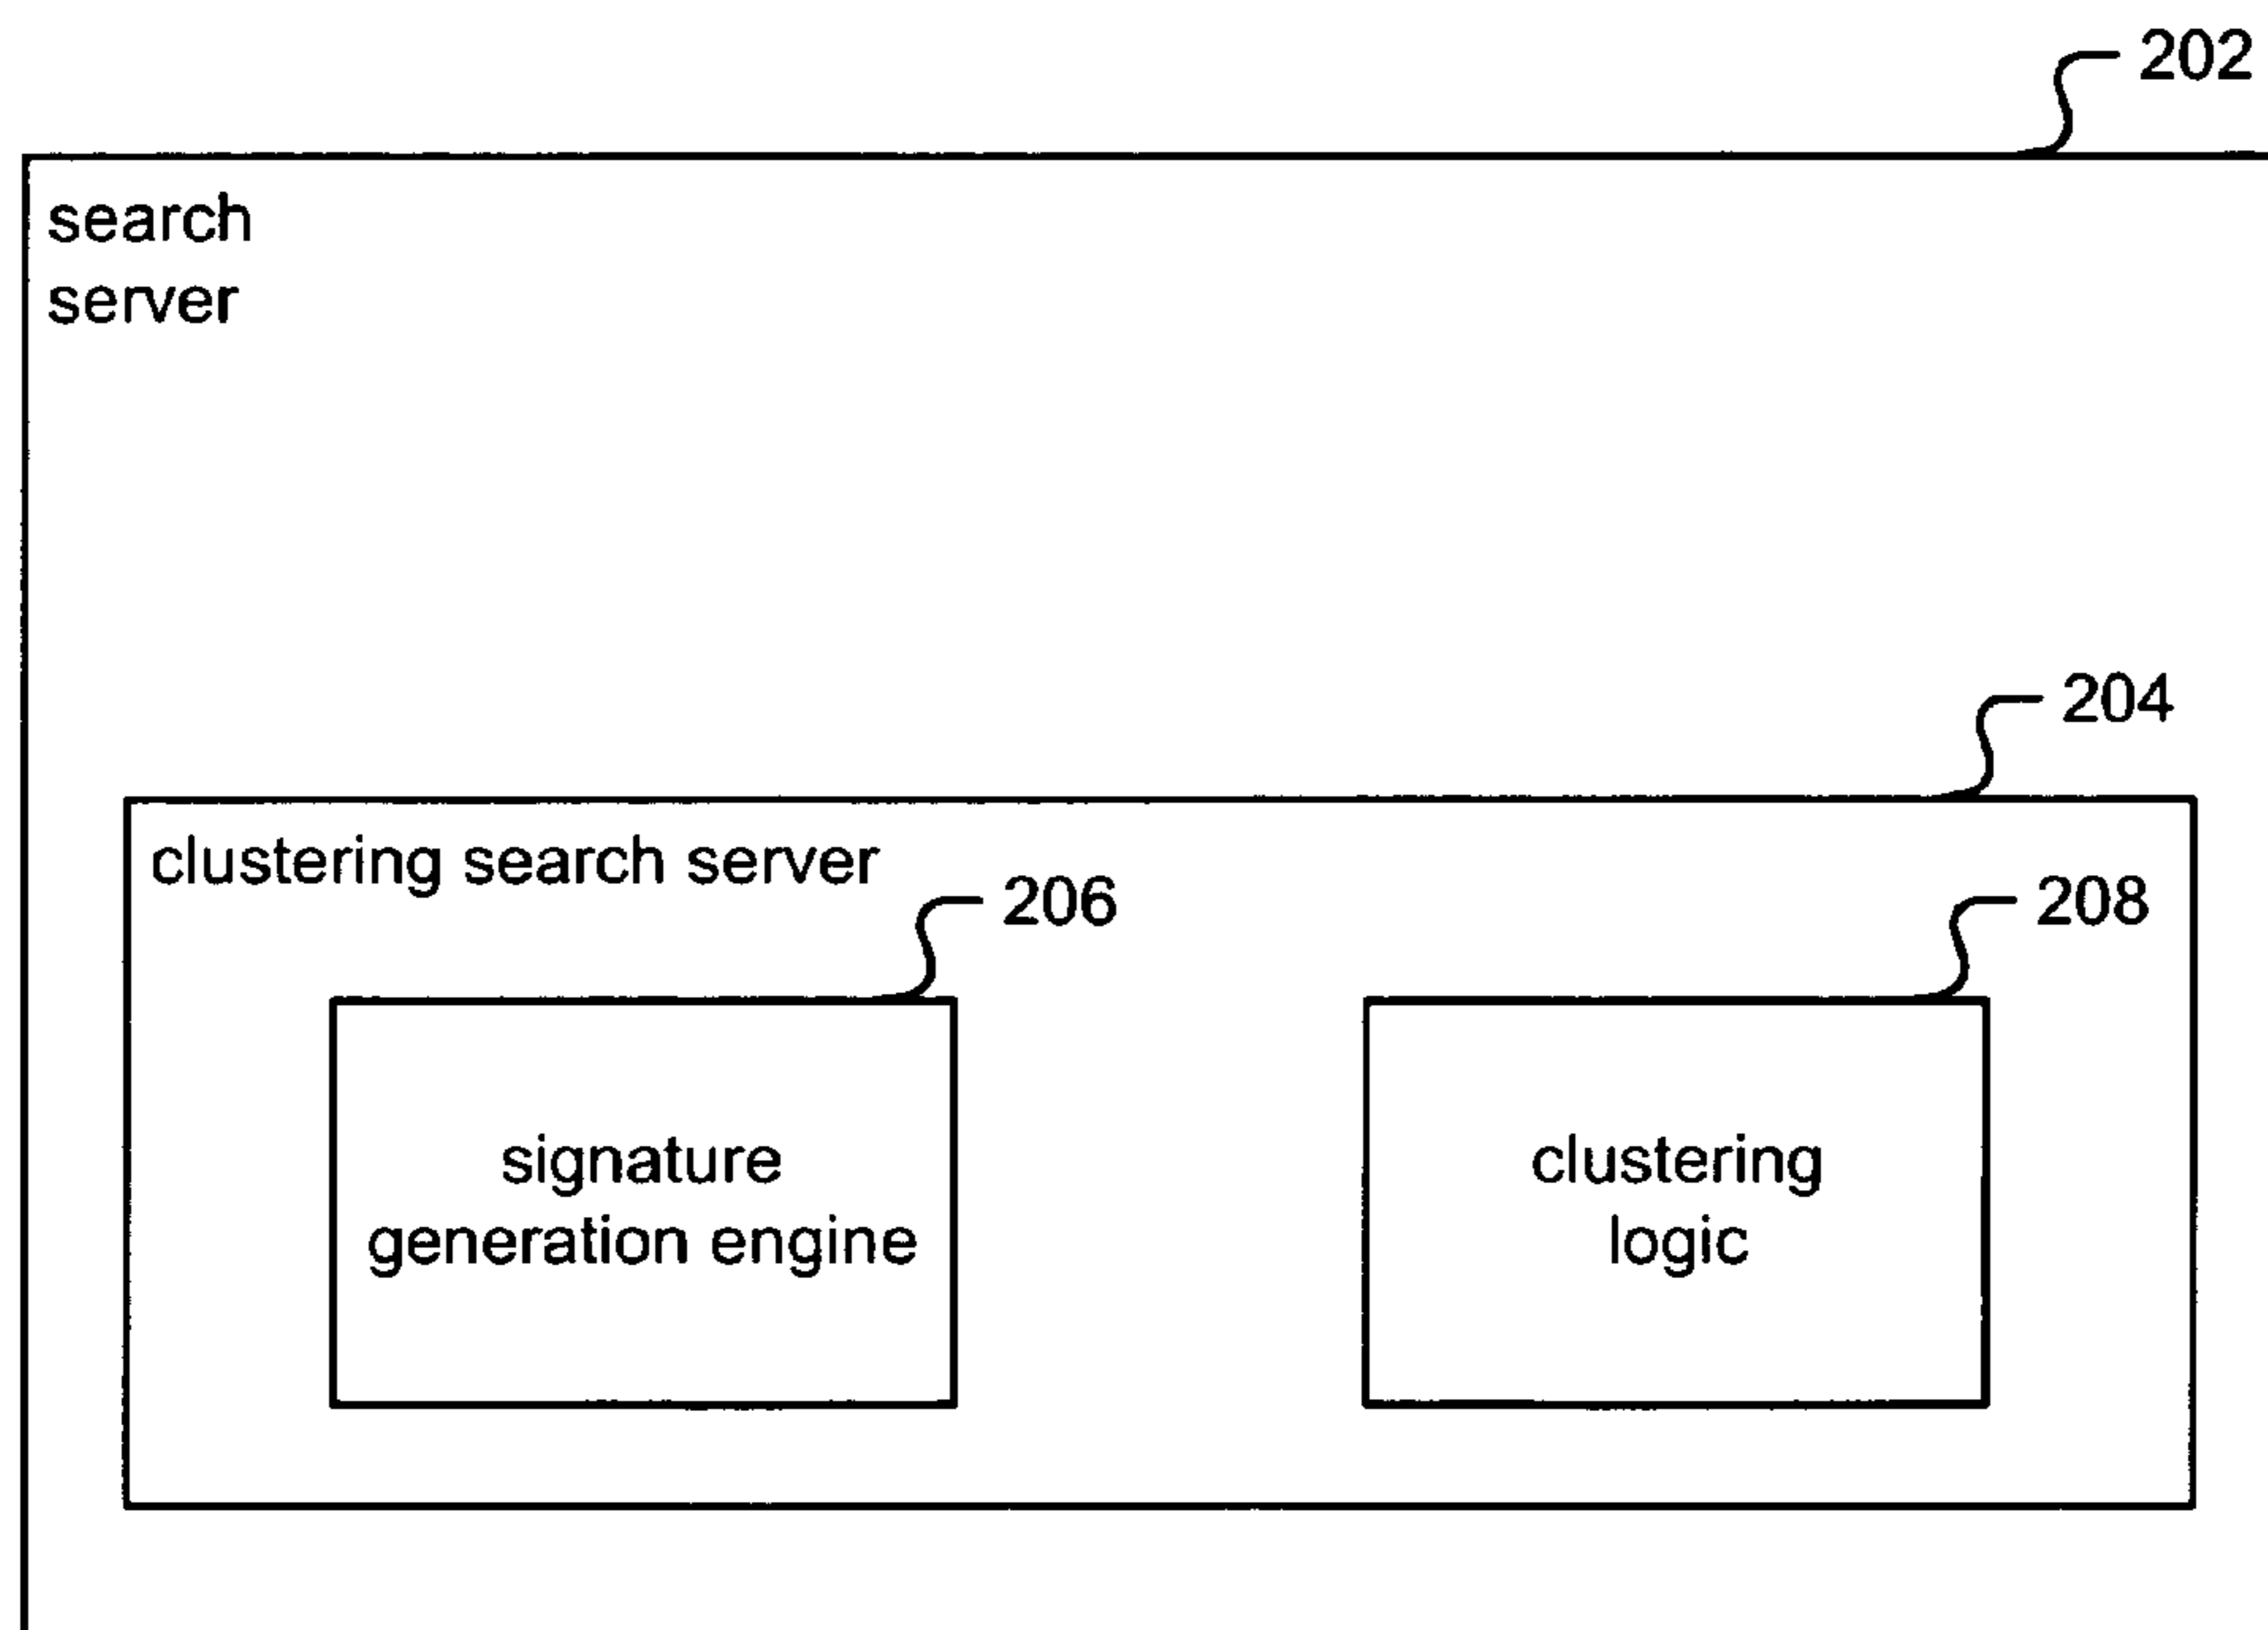 202
search
server
204
clustering search server
206
208
signature
generation engine
clustering
logic